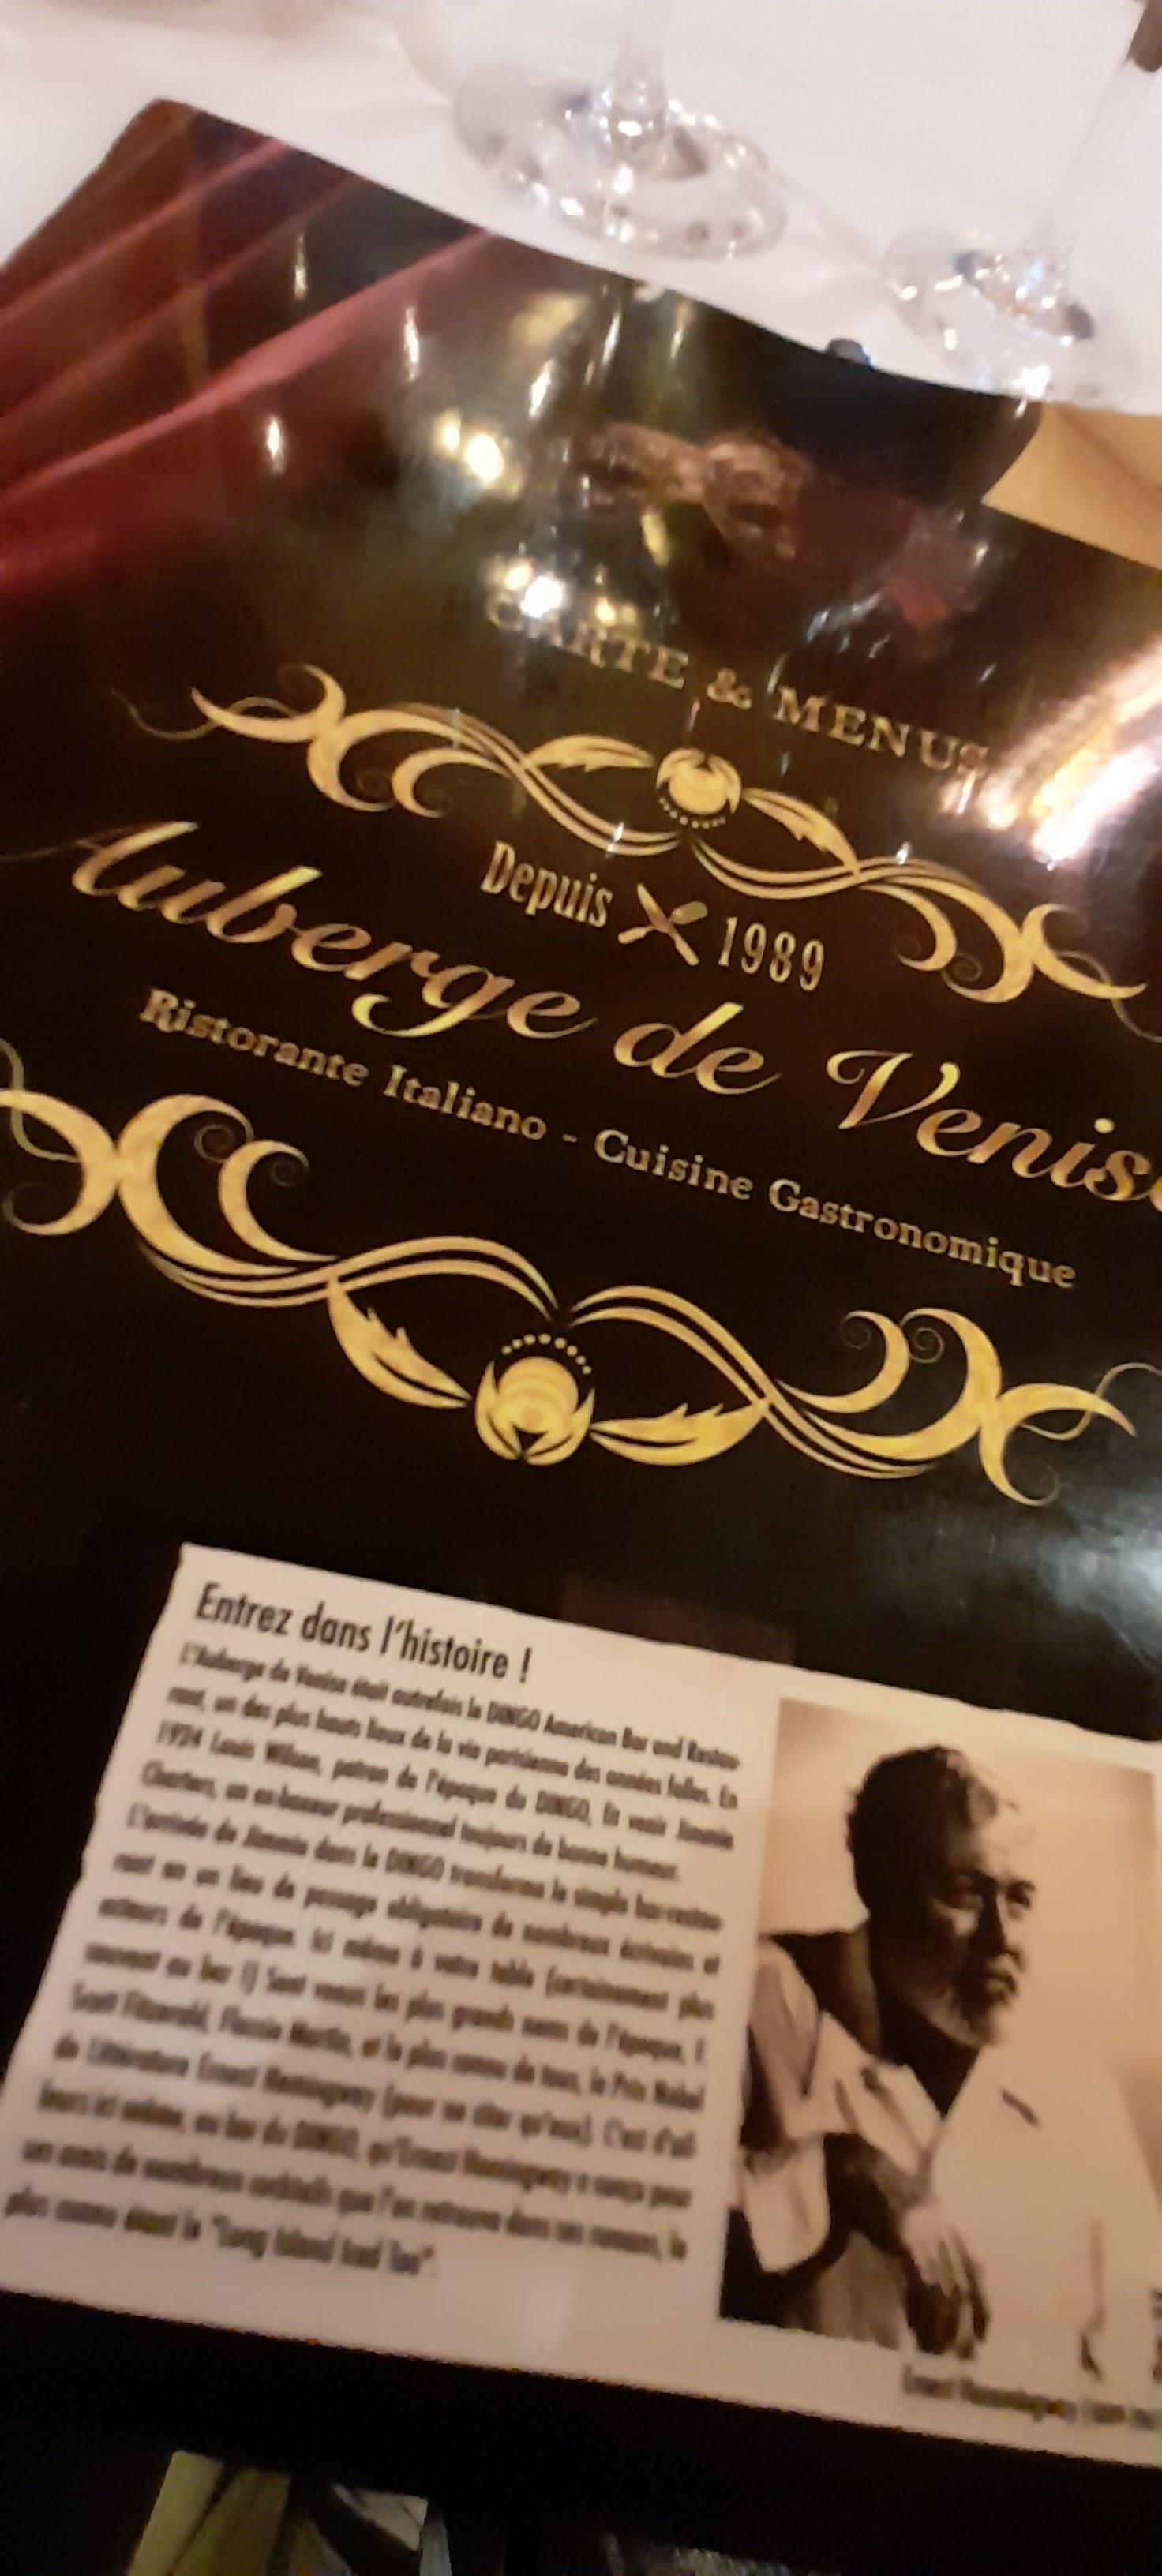 CARTE & MENUS
Depuis 1989
Auberge de Venise
Ristorante Italiano - Cuisine Gastronomique
Entrez dans l'histoire !
L'Auberge de Venise était autrefois le DINGO American Bar and Restau-
rant, un des plus hauts lieux de la vie parisienne des années folles. En
1924 Louis Wilson, patron de l'époque du DINGO, fit venir Jimmie
Charters, un ex-boxeur professionnel toujours de bonne humeur.
L'arrivée de Jimmie dans le DINGO transforma le simple bar-restau-
rant en un lieu de passage obligatoire de nombreux écrivains et
acteurs de l'époque. Ici même à votre table (certainement plus
souvent au bar !) Sont venus les plus grands noms de l'époque, F.
Scott Fitzerald, Flossie Martin, et le plus connu de tous, le Prix Nobel
de Littérature Ernest Hemingway (pour ne citer qu'eux). C'est d'ail-
leurs ici même, au bar du DINGO, qu'Ernest Hemingway a conçu pour
ses amis de nombreux cocktails que l'on retrouve dans ses romans, le
plus connu étant le "Long Island Iced Tea".
Ernest Hemingway